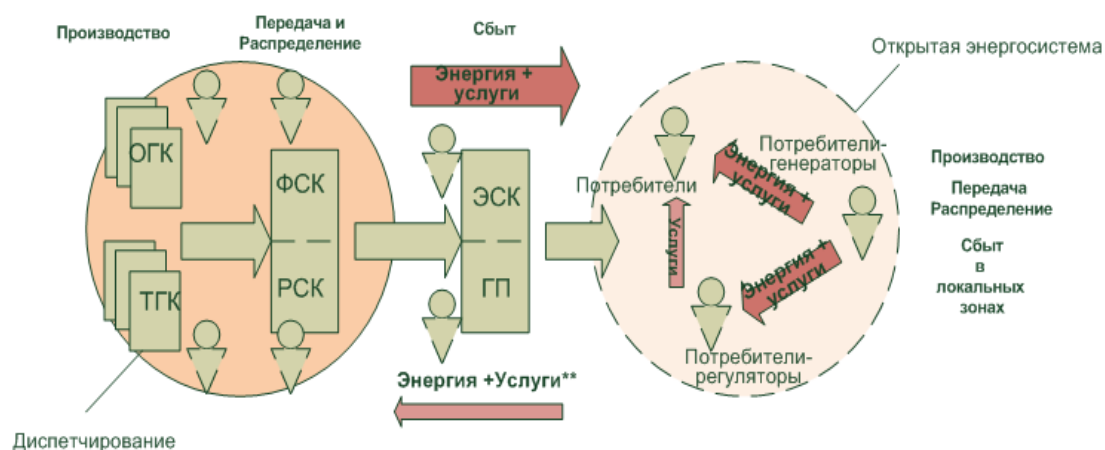 Производство
Передача и
Распределение
Сбыт
Открытая энергосистема
Энергия +
услуги
ОГК
ФСК
ЭСК
Потребители
Потребители-
генераторы
Энергия +
услуги
Производство
Передача
Распределение
Услуги
Сбыт
в
локальных
зонах
ТГК
РСК
ГП
Энергия +
услуги
Потребители-
регуляторы
Энергия +Услуги**
Диспетчирование